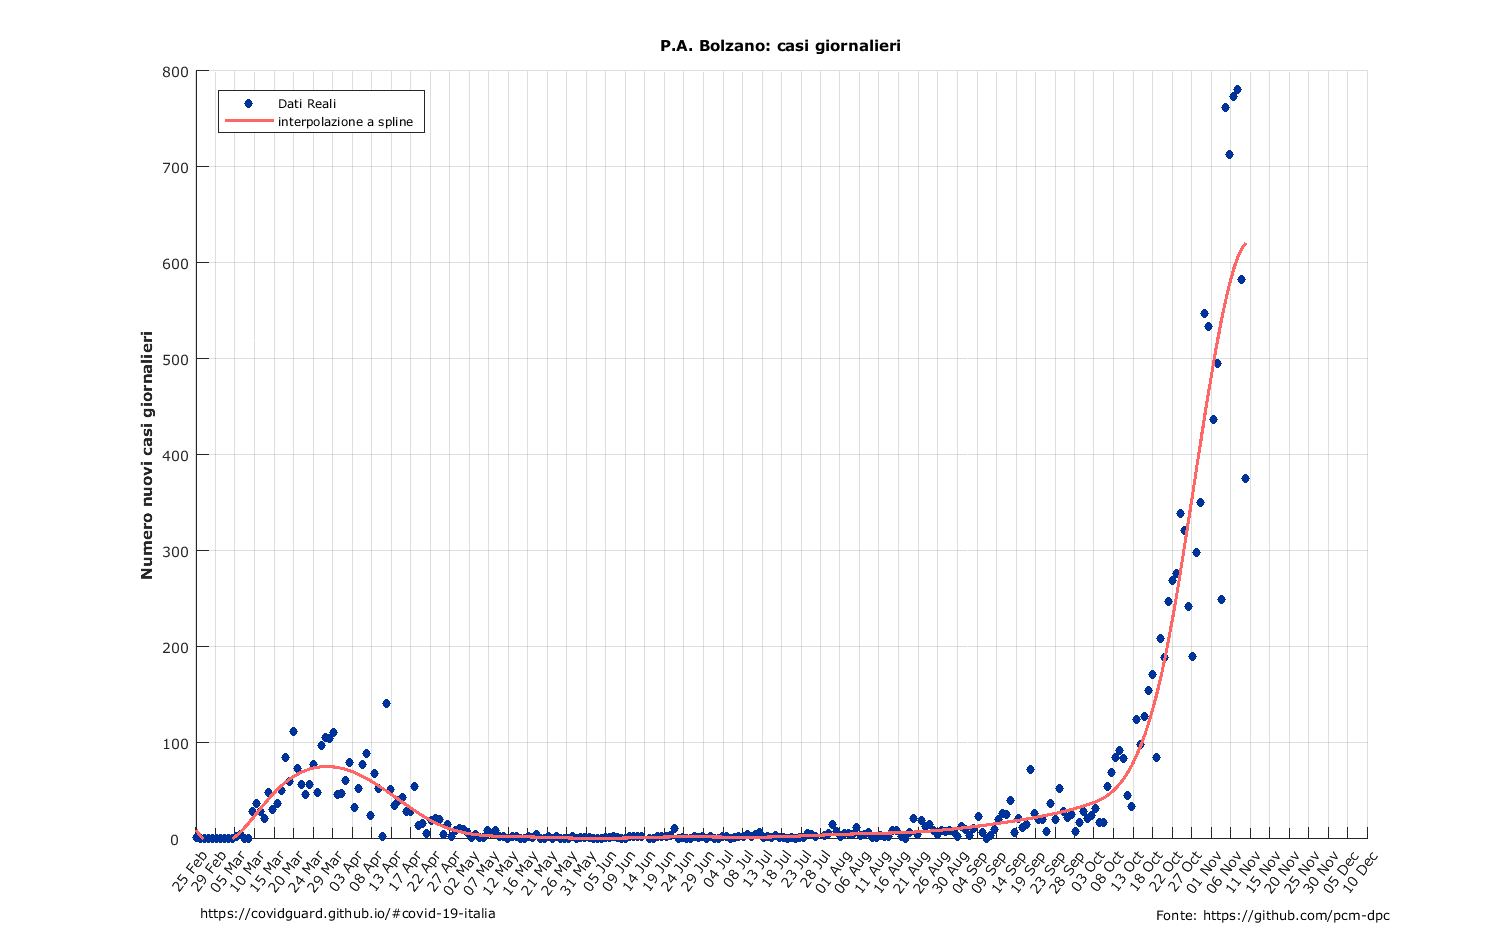 P.A. Bolzano: casi giornalieri
Dati Reali
interpolazione a spline
Numero nuovi casi giornalieri
800
700
600
500
400
300
200
100
0
25 Feb
29 Feb
05 Mar
10 Mar
15 Mar
20 Mar
24 Mar
29 Mar
03 Apr
08 Apr
13 Apr
17 Apr
22 Apr
27 Apr
02 May
07 May
12 May
16 May
21 May
26 May
31 May
05 Jun
09 Jun
14 Jun
19 Jun
24 Jun
29 Jun
04 Jul
08 Jul
13 Jul
18 Jul
23 Jul
28 Jul
01 Aug
06 Aug
11 Aug
16 Aug
21 Aug
26 Aug
30 Aug
04 Sep
09 Sep
14 Sep
19 Sep
23 Sep
28 Sep
03 Oct
08 Oct
13 Oct
18 Oct
22 Oct
27 Oct
01 Nov
06 Nov
11 Nov
15 Nov
20 Nov
25 Nov
30 Nov
05 Dec
10 Dec
https://covidguard.github.io/#covid-19-italia
Fonte: https://github.com/pcm-dpc